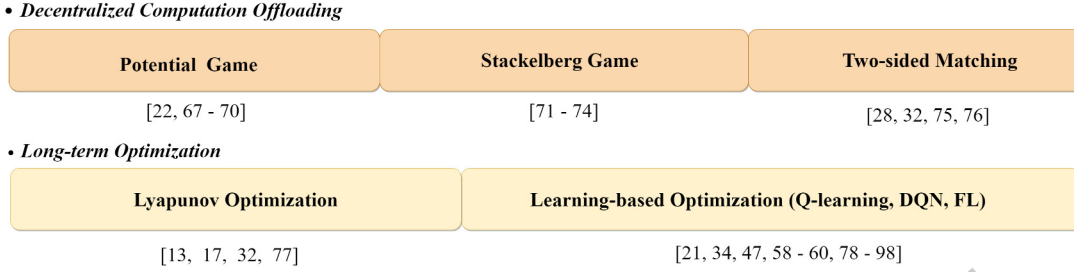 • Decentralized Computation Offloading
Potential Game
Stackelberg Game
Two-sided Matching
[22, 67 - 70]
[71 - 74]
[28, 32, 75, 76]
• Long-term Optimization
Lyapunov Optimization
Learning-based Optimization (Q-learning, DQN, FL)
[13, 17, 32, 77]
[21, 34, 47, 58 - 60, 78 - 98]